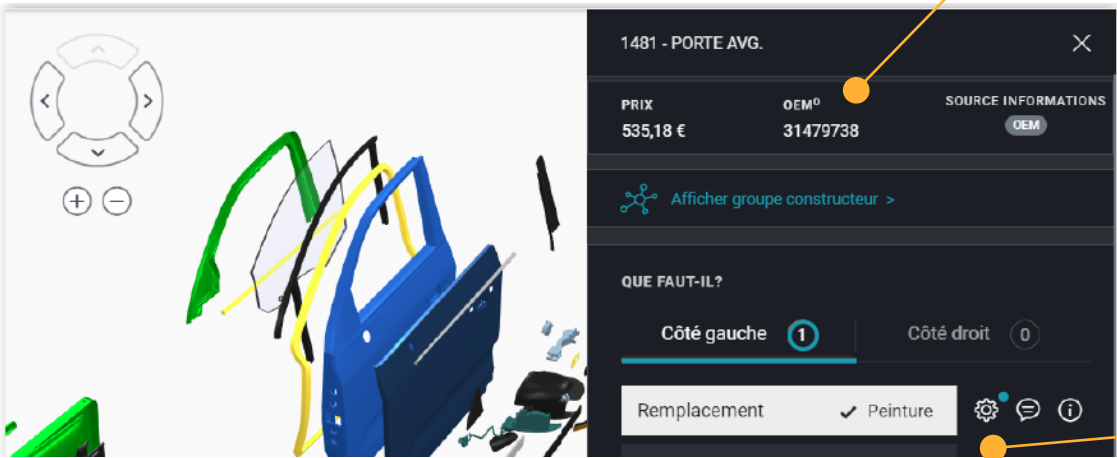 1481 - PORTE AVG.
PRIX
OEM⁰
SOURCE INFORMATIONS
535,18 €
31479738
OEM
Afficher groupe constructeur >
QUE FAUT-IL?
Côté gauche 1
Côté droit 0
Remplacement
Peinture